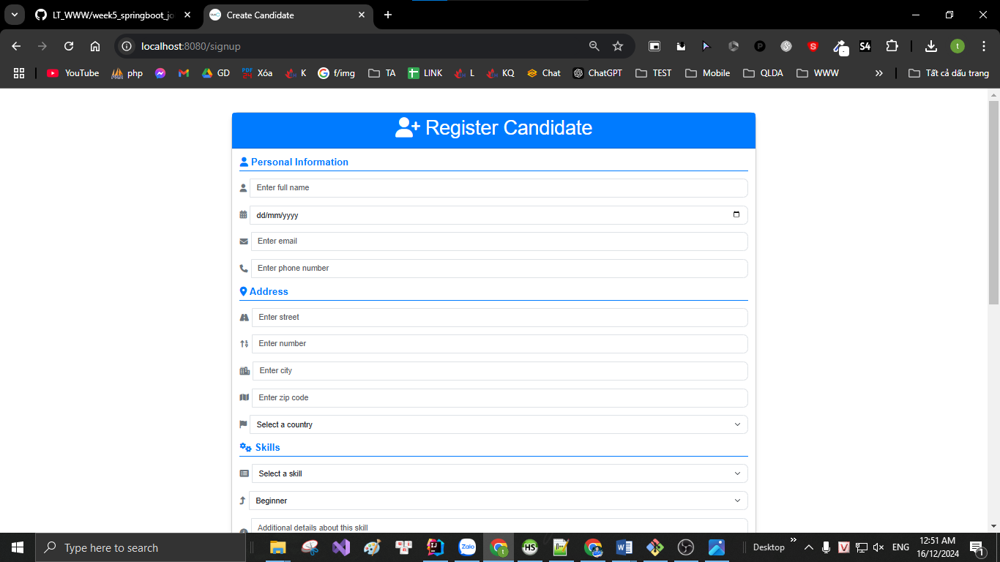 LT_WWW/week5_springboot_jo
Create Candidate
localhost:8080/signup
S4
t
YouTube
php
GD
PDF 24
Xóa
K
f/img
TA
LINK
L
KQ
Chat
ChatGPT
TEST
Mobile
QLDA
WWW
Tất cả dấu trang
Register Candidate
Personal Information
Enter full name
dd/mm/yyyy
Enter email
Enter phone number
Address
Enter street
Enter number
Enter city
Enter zip code
Select a country
Skills
Select a skill
Beginner
Additional details about this skill
Type here to search
Zalo
HS
Desktop
V
ENG
12:51 AM
16/12/2024
1